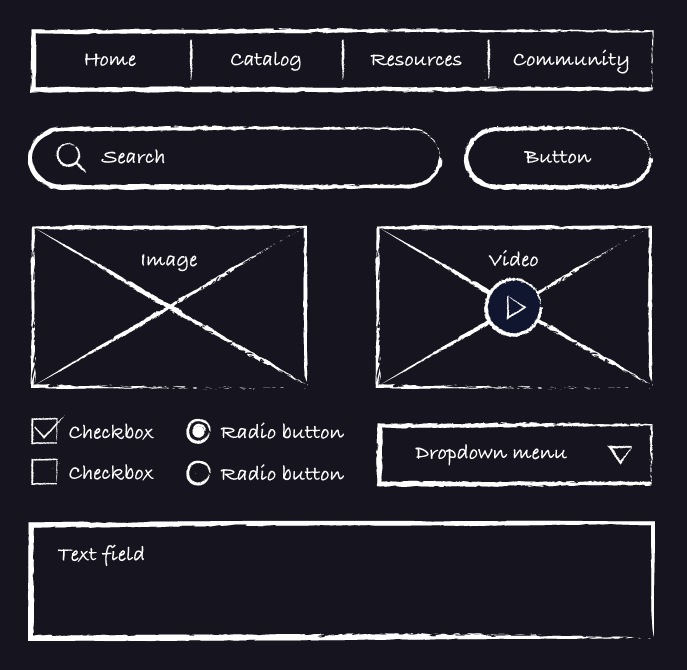 Home Catalog Resources Community
Search Button
Image Video
Checkbox Radio button
Dropdown menu
Checkbox Radio button
Text field